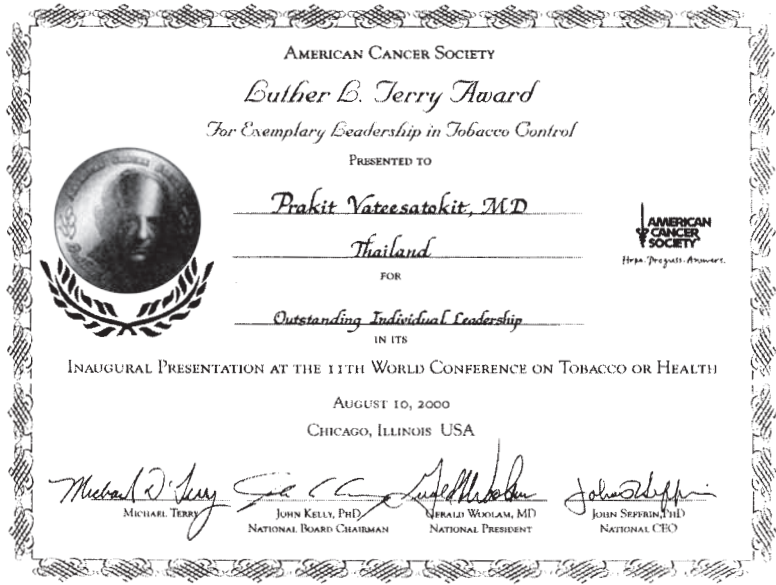 AMERICAN CANCER SOCIETY
Luther L. Terry Award
For Exemplary Leadership in Tobacco Control
PRESENTED TO
Prakit Vateesatokit, MD
Thailand
FOR
Outstanding Individual Leadership
IN ITS
INAUGURAL PRESENTATION AT THE 11TH WORLD CONFERENCE ON TOBACCO OR HEALTH
AUGUST 10, 2000
CHICAGO, ILLINOIS USA
AMERICAN
CANCER
SOCIETY
Hope. Progress. Answers.
Michael D. Terry
MICHAEL TERRY
JOHN KELLY, PHD
NATIONAL BOARD CHAIRMAN
GERALD WOOLAM, MD
NATIONAL PRESIDENT
JOHN SEFFRIN, PHD
NATIONAL CEO